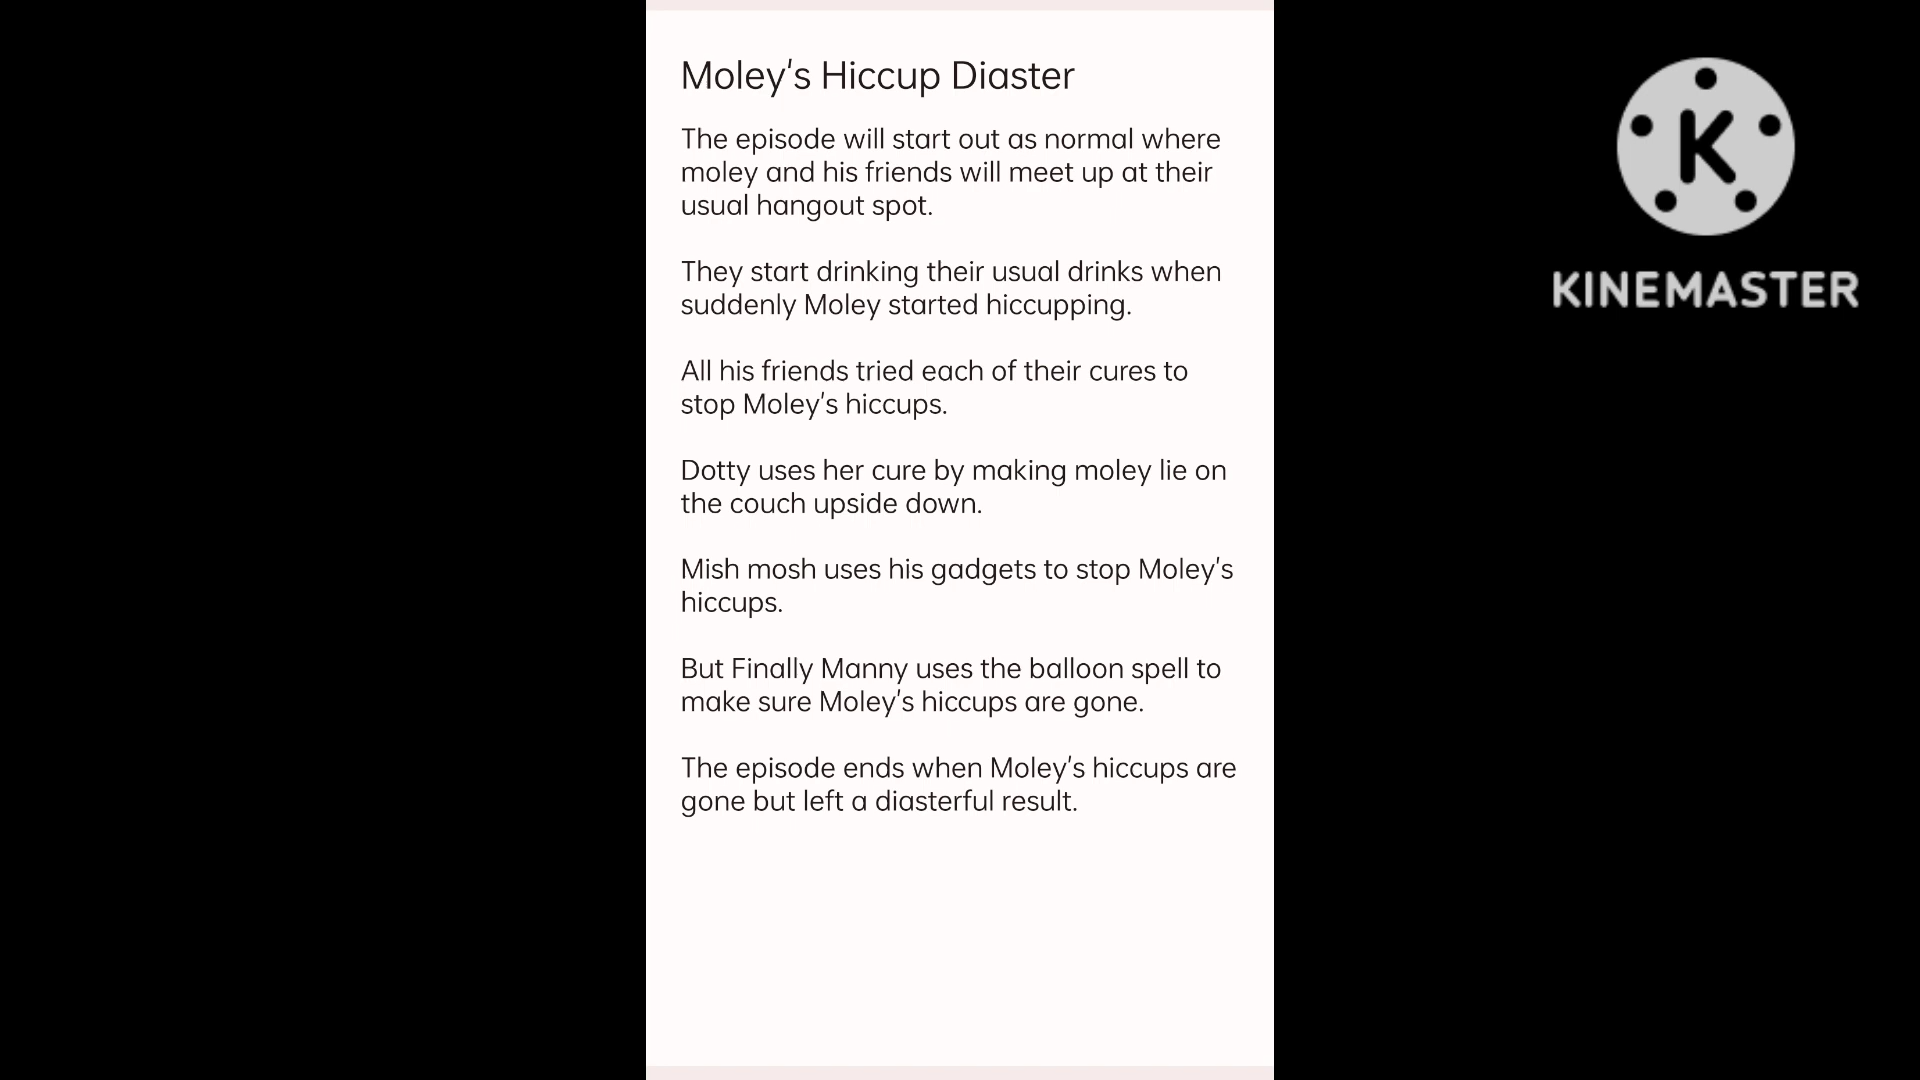 Moley's Hiccup Diaster
The episode will start out as normal where
moley and his friends will meet up at their
usual hangout spot.
They start drinking their usual drinks when
suddenly Moley started hiccupping.
All his friends tried each of their cures to
stop Moley's hiccups.
Dotty uses her cure by making moley lie on
the couch upside down.
Mish mosh uses his gadgets to stop Moley's
hiccups.
But Finally Manny uses the balloon spell to
make sure Moley's hiccups are gone.
The episode ends when Moley's hiccups are
gone but left a diasterful result.
K
KINEMASTER